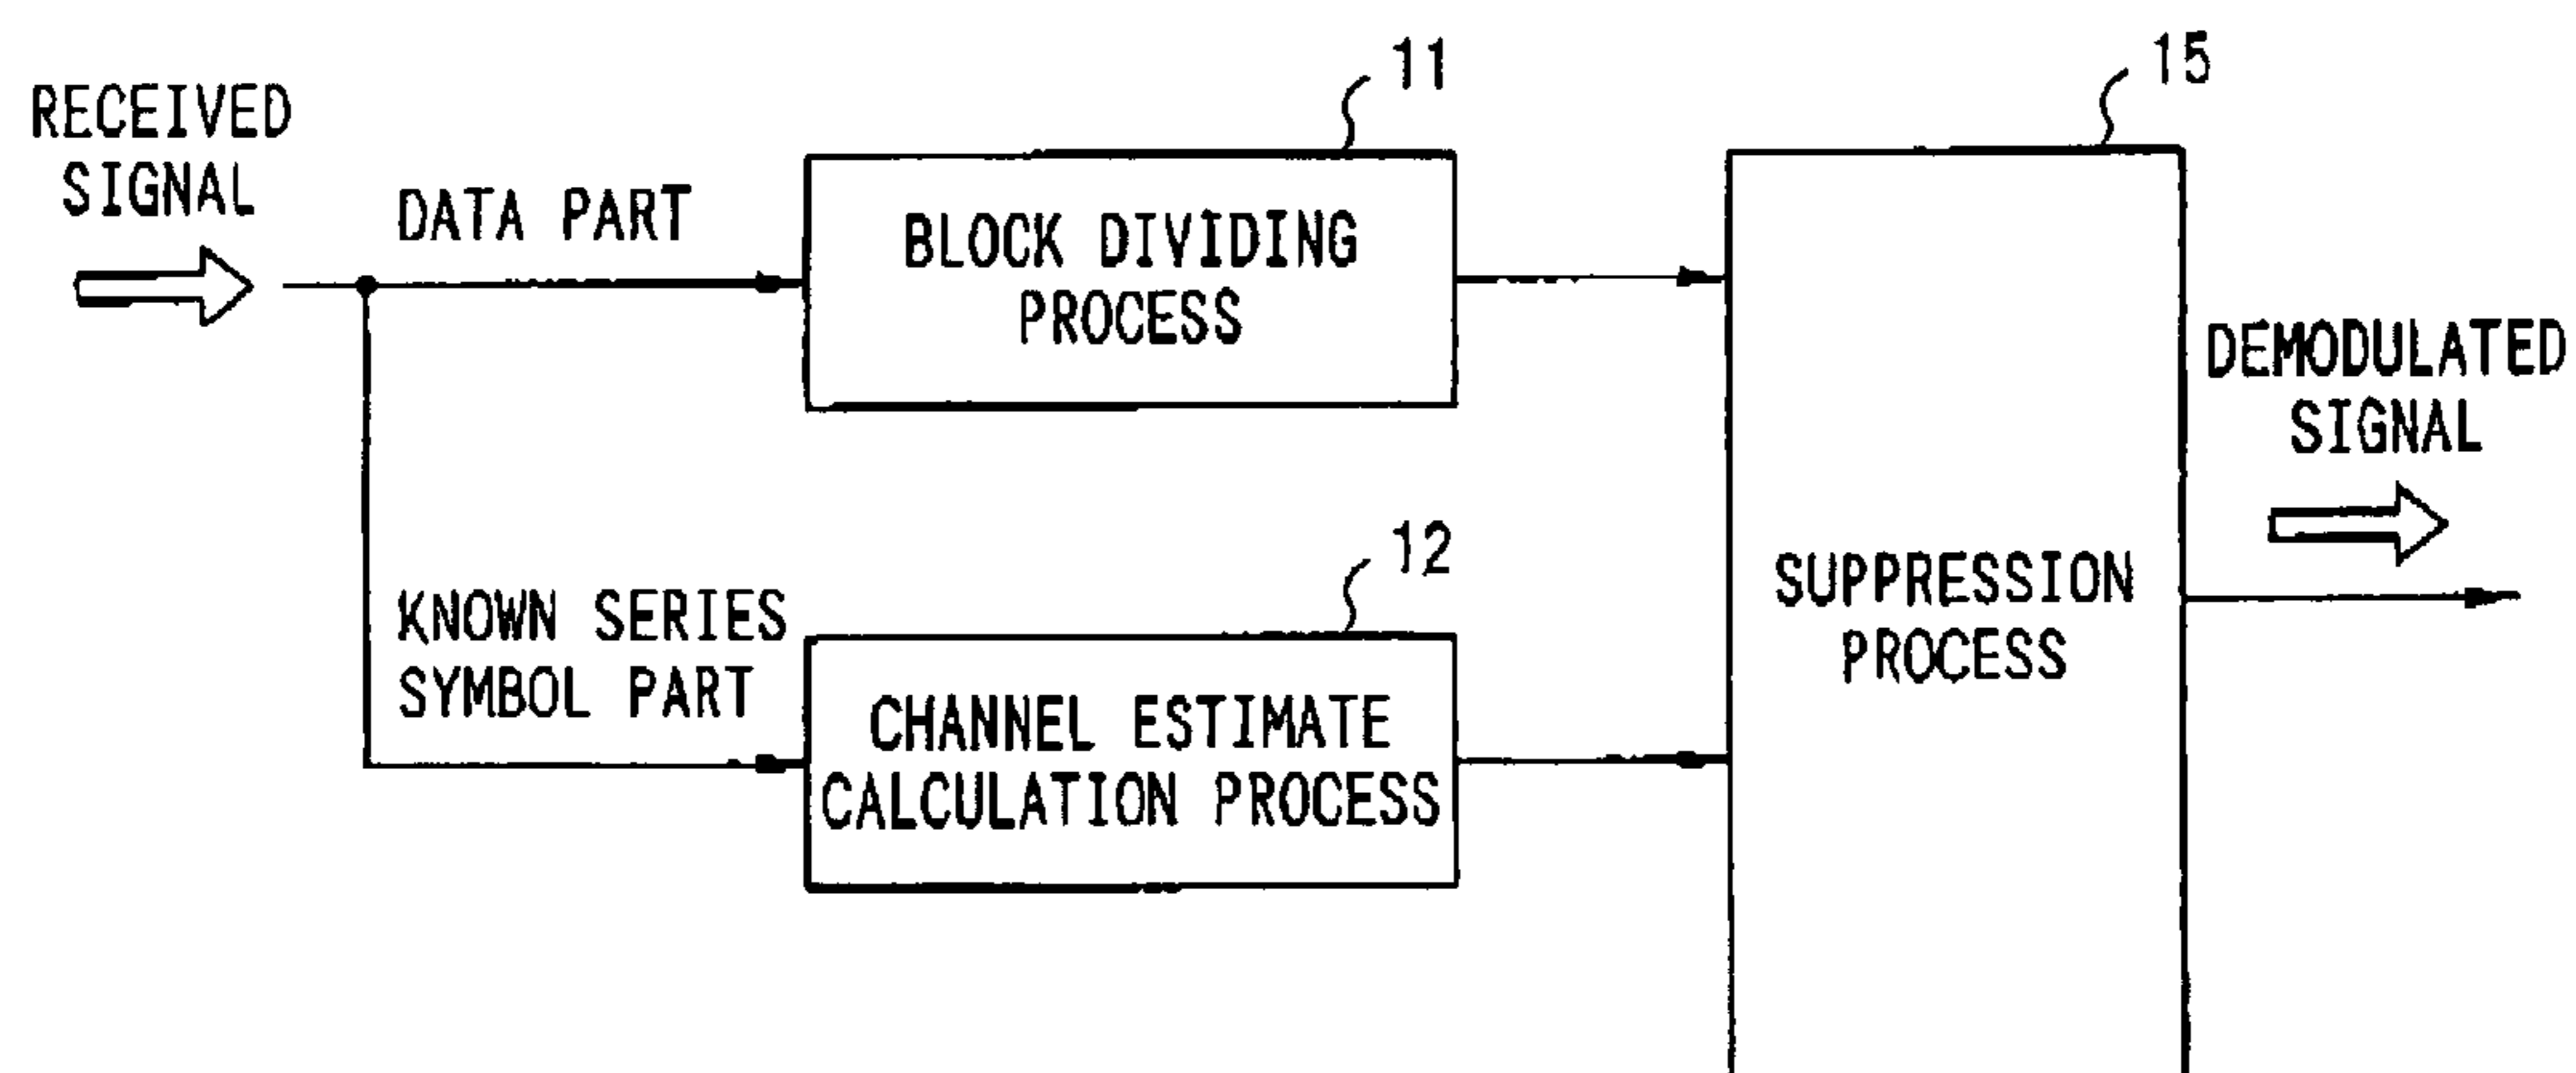 RECEIVED
SIGNAL
DATA PART
11
BLOCK DIVIDING
PROCESS
KNOWN SERIES
SYMBOL PART
12
CHANNEL ESTIMATE
CALCULATION PROCESS
15
SUPPRESSION
PROCESS
DEMODULATED
SIGNAL